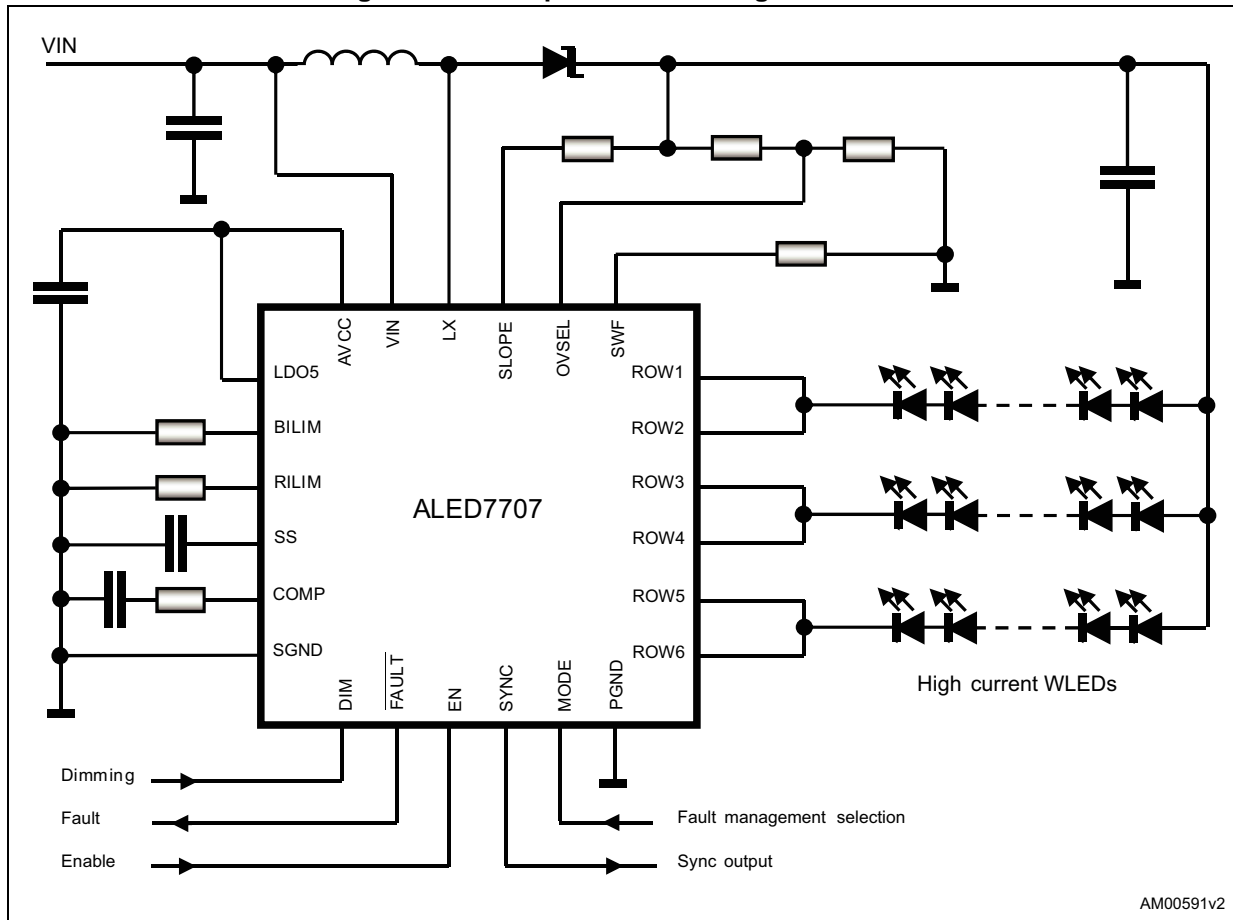 VIN
AVCC
VIN
LX
SLOPE
OVSEL
SWF
LDO5
BILIM
RILIM
SS
COMP
SGND
ALED7707
ROW1
ROW2
ROW3
ROW4
ROW5
ROW6
DIM
FAULT
EN
SYNC
MODE
PGND
High current WLEDs
Dimming
Fault
Enable
Fault management selection
Sync output
AM00591v2